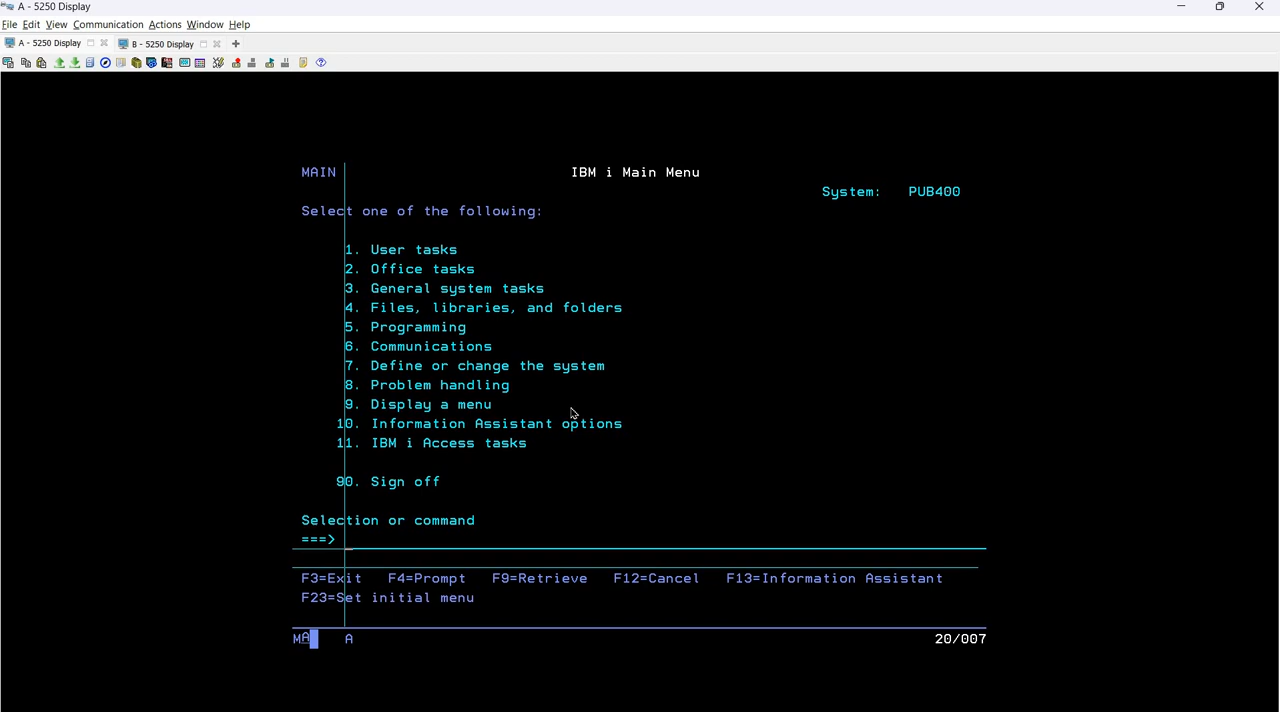 A - 5250 Display
File Edit View Communication Actions Window Help
A - 5250 Display B - 5250 Display
MAIN IBM i Main Menu
System: PUB400
Select one of the following:
1. User tasks
2. Office tasks
3. General system tasks
4. Files, libraries, and folders
5. Programming
6. Communications
7. Define or change the system
8. Problem handling
9. Display a menu
10. Information Assistant options
11. IBM i Access tasks
90. Sign off
Selection or command
===>
F3=Exit F4=Prompt F9=Retrieve F12=Cancel F13=Information Assistant
F23=Set initial menu
MA A 20/007